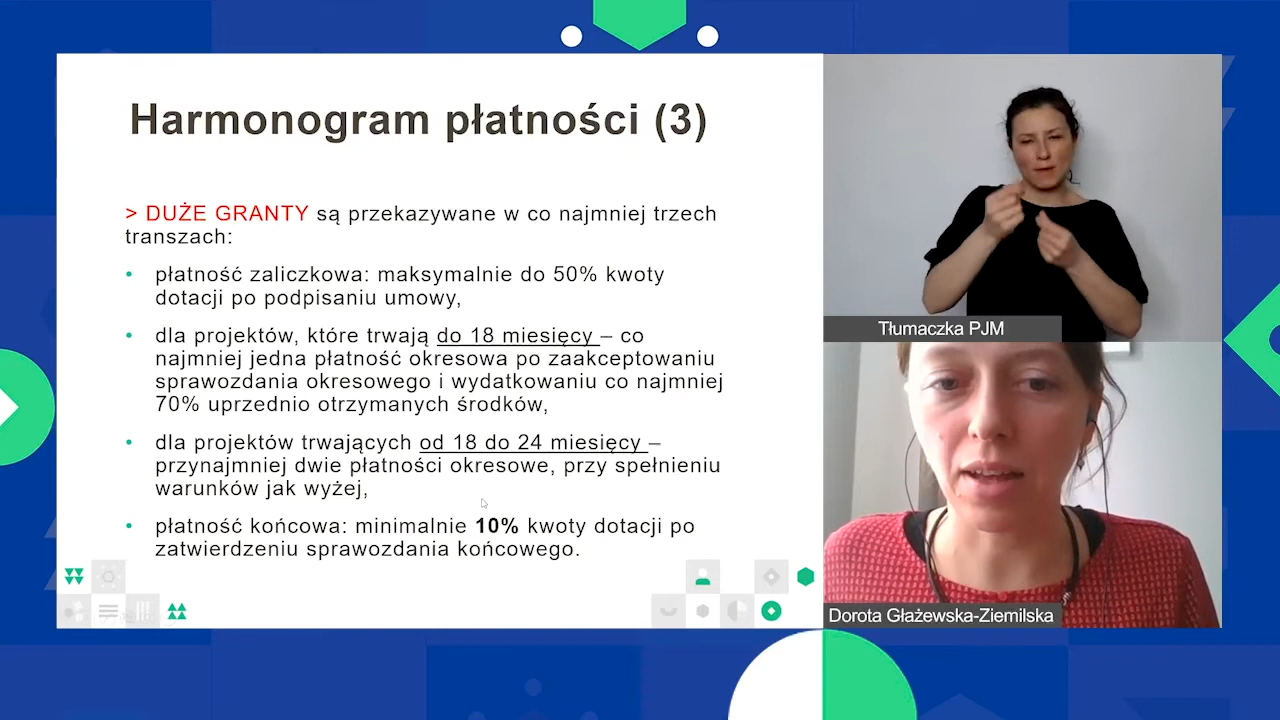 Harmonogram płatności (3)
> DUŻE GRANTY są przekazywane w co najmniej trzech
transzach:
• płatność zaliczkowa: maksymalnie do 50% kwoty
dotacji po podpisaniu umowy,
• dla projektów, które trwają do 18 miesięcy – co
najmniej jedna płatność okresowa po zaakceptowaniu
sprawozdania okresowego i wydatkowaniu co najmniej
70% uprzednio otrzymanych środków,
• dla projektów trwających od 18 do 24 miesięcy –
przynajmniej dwie płatności okresowe, przy spełnieniu
warunków jak wyżej,
• płatność końcowa: minimalnie 10% kwoty dotacji po
zatwierdzeniu sprawozdania końcowego.
Tłumaczka PJM
Dorota Głażewska-Ziemilska